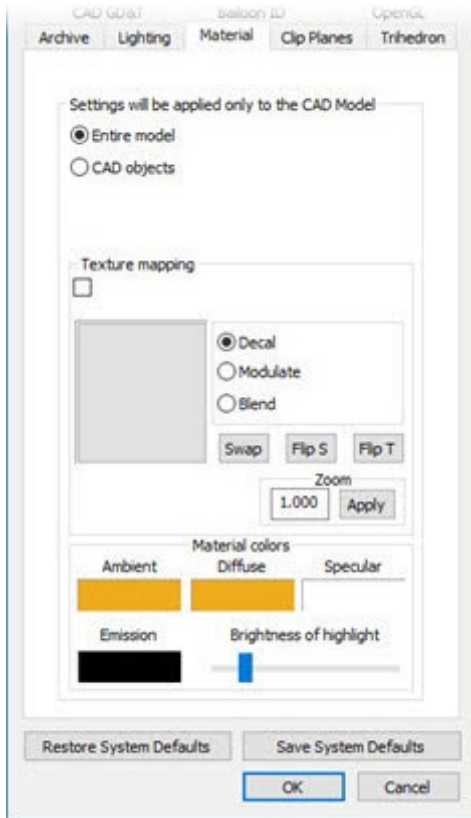 CAD GD&T Balloon ID OpenGL
Archive Lighting Material Clip Planes Trihedron
Settings will be applied only to the CAD Model
Entire model
CAD objects
Texture mapping
Decal
Modulate
Blend
Swap Flip S Flip T
Zoom
1.000 Apply
Material colors
Ambient Diffuse Specular
Emission Brightness of highlight
Restore System Defaults Save System Defaults
OK Cancel